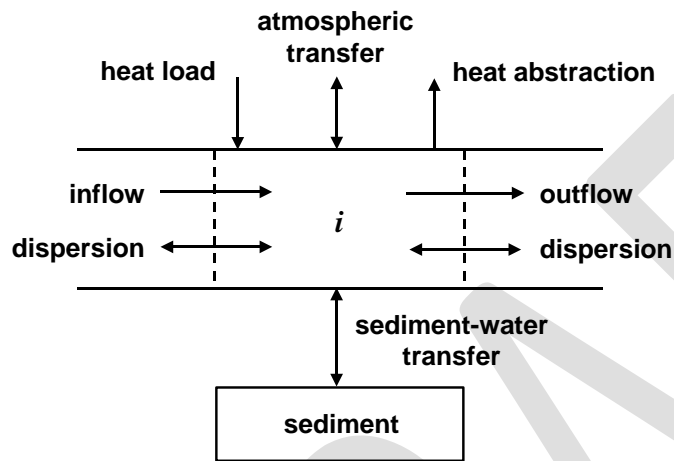 atmospheric
transfer
heat load
heat abstraction
inflow
outflow
i
dispersion
dispersion
sediment-water
transfer
sediment